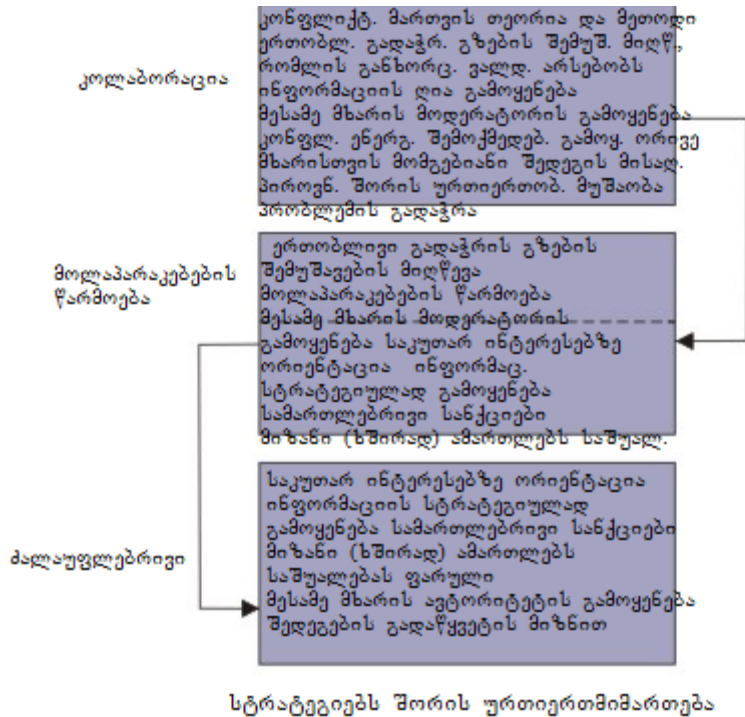 კონფლიქტ. მართვის თეორია და მეთოდი
ერთობლ. გადაჭრ. გზების შემუშ. მიღწ.,
რომლის განხორც. ვალდ. არსებობს
ინფორმაციის ღია გამოყენება
მესამე მხარის მოდერატორის გამოყენება
კონფლ. ენერგ. შემოქმედებ. გამოყ. ორივე
მხარისთვის მომგებიანი შედეგის მისაღ.
პიროვნ. შორის ურთიერთობ. მუშაობა
პრობლემის გადაჭრა
კოლაბორაცია
ერთობლივი გადაჭრის გზების
შემუშავების მიღწევა
მოლაპარაკებების წარმოება
მესამე მხარის მოდერატორის
გამოყენება საკუთარ ინტერესებზე
ორიენტაცია ინფორმაც.
სტრატეგიულად გამოყენება
სამართლებრივი სანქციები
მიზანი (ხშირად) ამართლებს საშუალ.
მოლაპარაკებების
წარმოება
საკუთარ ინტერესებზე ორიენტაცია
ინფორმაციის სტრატეგიულად
გამოყენება სამართლებრივი სანქციები
მიზანი (ხშირად) ამართლებს
საშუალებას ფარული
მესამე მხარის ავტორიტეტის გამოყენება
შედეგების გადაწყვეტის მიზნით
ძალაუფლებრივი
სტრატეგიებს შორის ურთიერთმიმართება